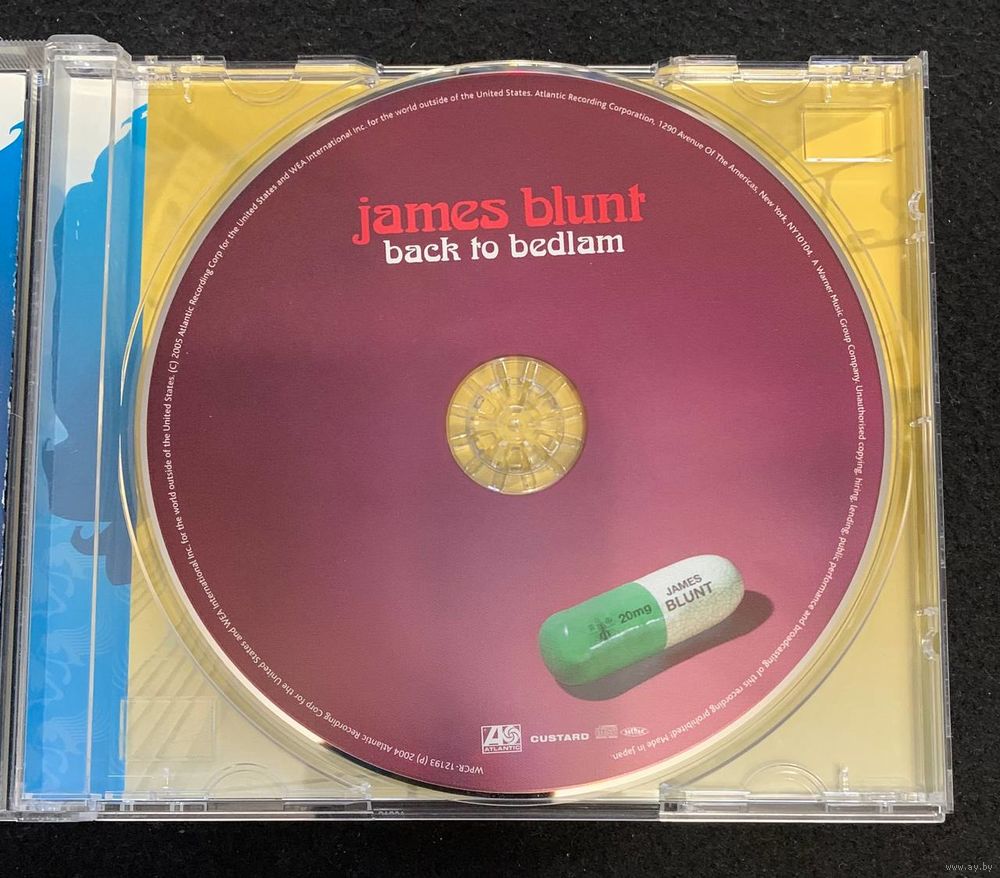 james blunt
back to bedlam
JAMES
BLUNT
20mg
ATLANTIC
CUSTARD
WPCR-12193 (P) 2004 Atlantic Recording Corp for the United States and WEA International Inc. for the world outside of the United States. (C) 2005 Atlantic Recording Corp for the United States and WEA International Inc. for the world outside of the United States. Atlantic Recording Corporation, 1290 Avenue Of The Americas, New York, NY10104. A Warner Music Group Company. Unauthorised copying, hiring, lending, public performance and broadcasting of this recording prohibited: Made in Japan.
www.ay.by